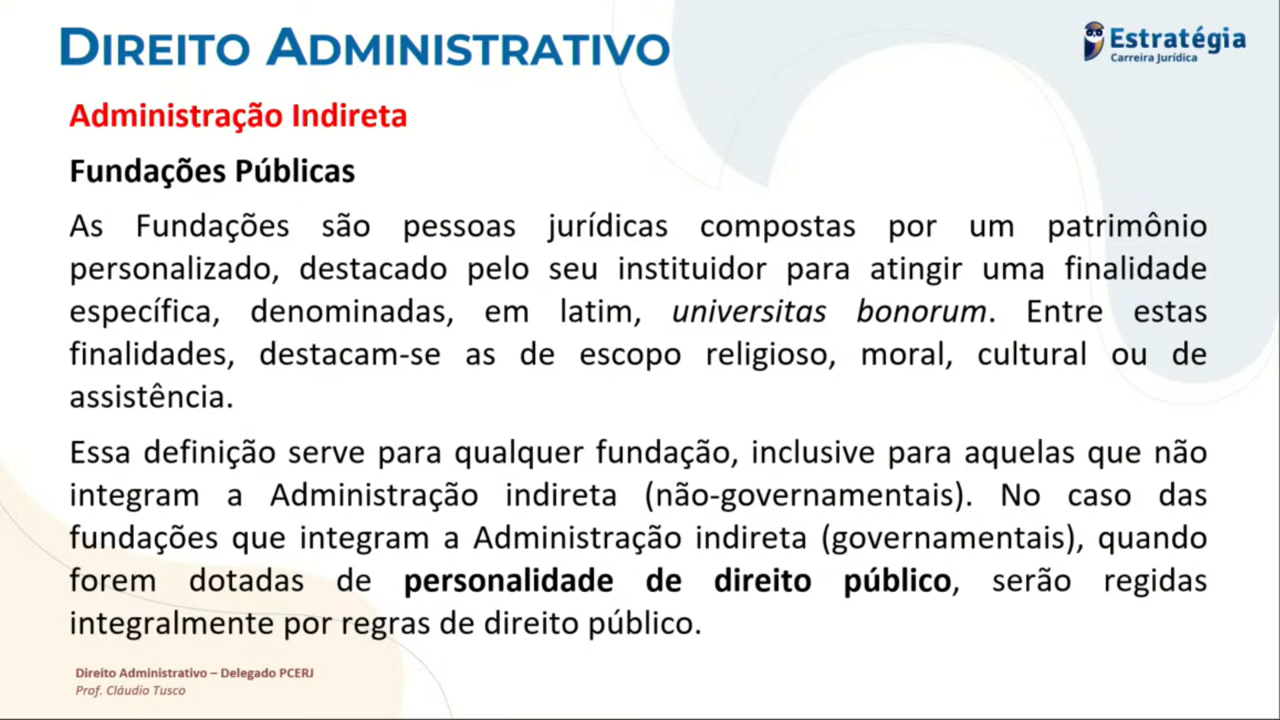 DIREITO ADMINISTRATIVO
Estratégia
Carreira Jurídica
Administração Indireta
Fundações Públicas
As Fundações são pessoas jurídicas compostas por um patrimônio
personalizado, destacado pelo seu instituidor para atingir uma finalidade
específica, denominadas, em latim, universitas bonorum. Entre estas
finalidades, destacam-se as de escopo religioso, moral, cultural ou de
assistência.
Essa definição serve para qualquer fundação, inclusive para aquelas que não
integram a Administração indireta (não-governamentais). No caso das
fundações que integram a Administração indireta (governamentais), quando
forem dotadas de personalidade de direito público, serão regidas
integralmente por regras de direito público.
Direito Administrativo – Delegado PCERJ
Prof. Cláudio Tusco